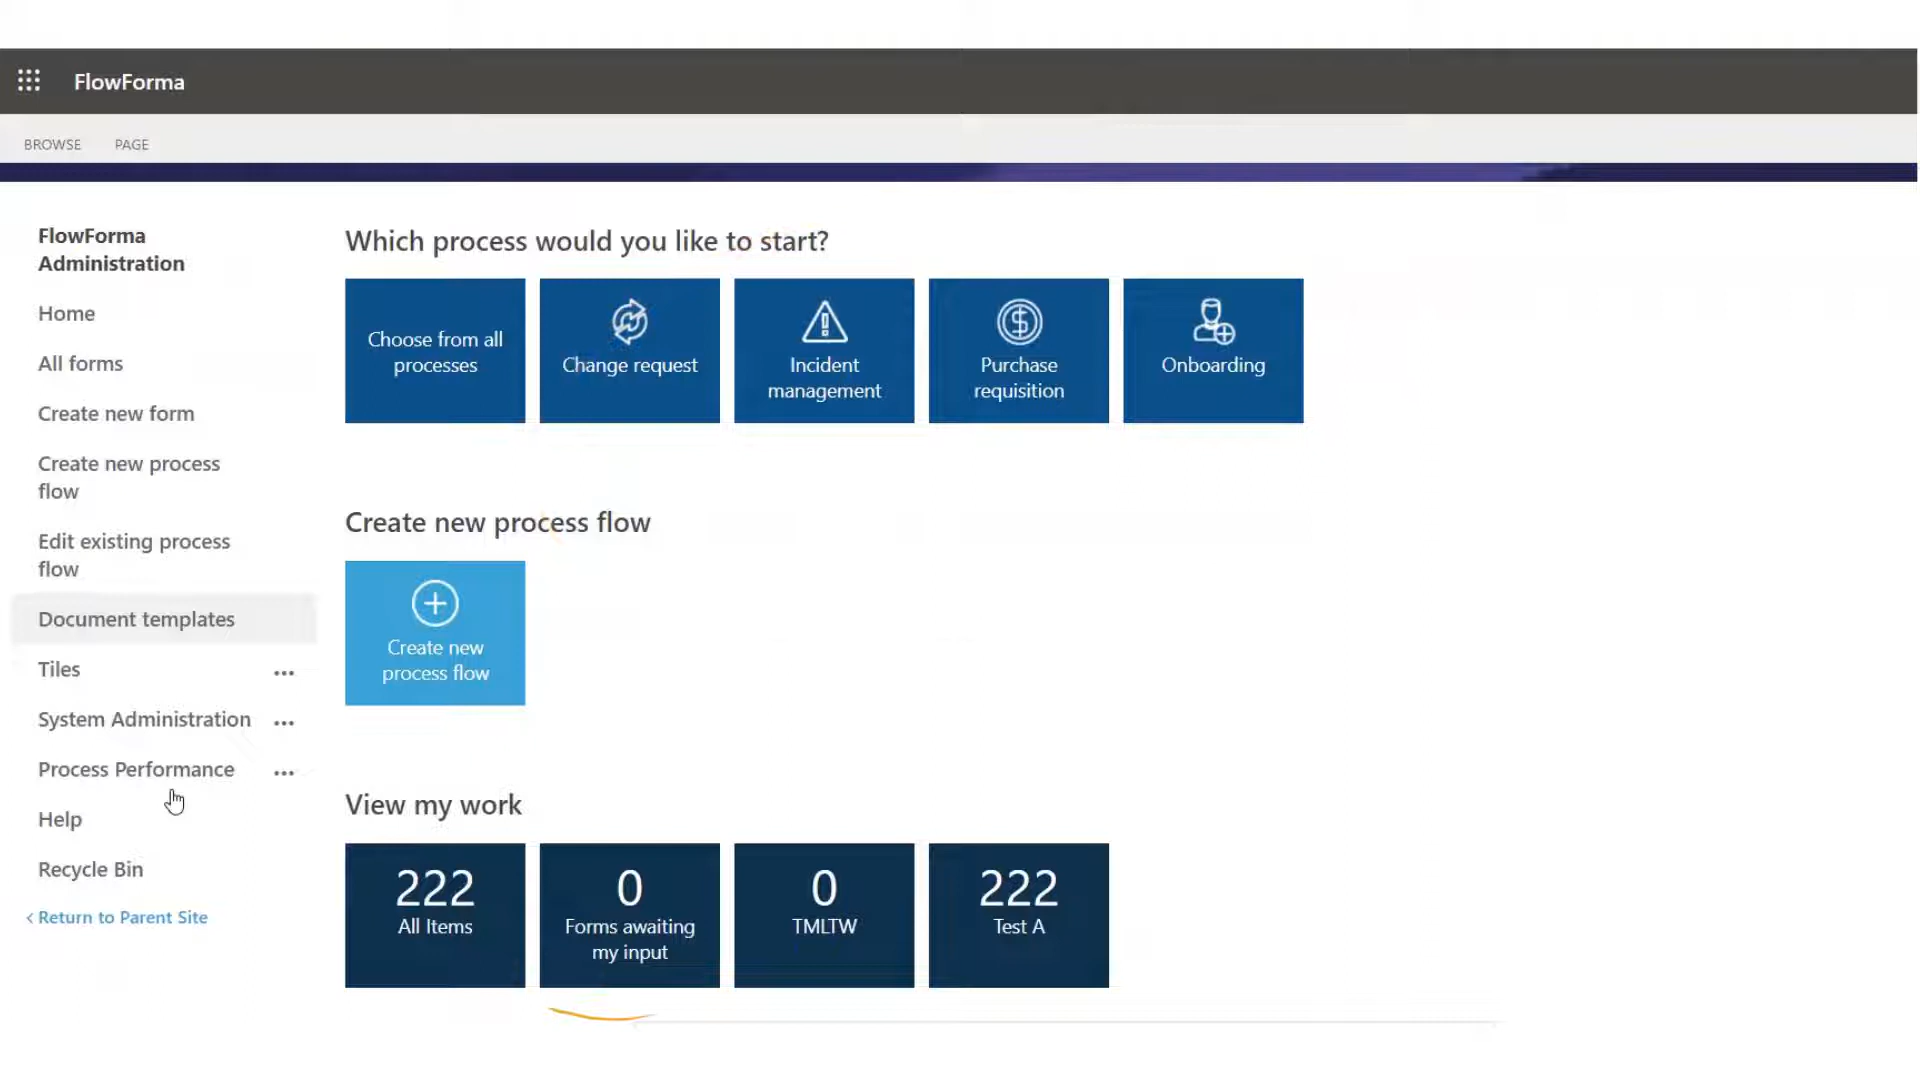 FlowForma
BROWSE PAGE
FlowForma
Administration
Home
All forms
Create new form
Create new process
flow
Edit existing process
flow
Document templates
Tiles
System Administration
Process Performance
Help
Recycle Bin
Return to Parent Site
Which process would you like to start?
Choose from all
processes
Change request
Incident
management
Purchase
requisition
Onboarding
Create new process flow
Create new
process flow
View my work
222
All Items
0
Forms awaiting
my input
0
TMLTW
222
Test A